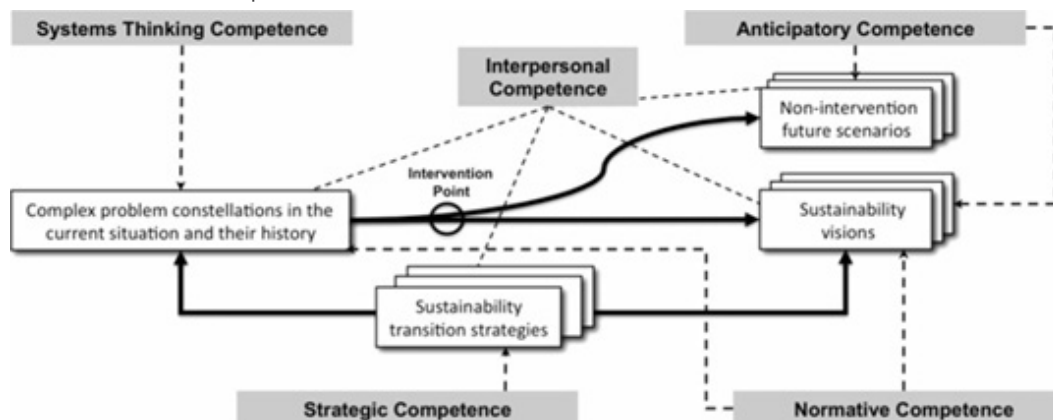 Systems Thinking Competence
Anticipatory Competence
Interpersonal
Competence
Non-intervention
future scenarios
Intervention
Point
Complex problem constellations in the
current situation and their history
Sustainability
visions
Sustainability
transition strategies
Strategic Competence
Normative Competence